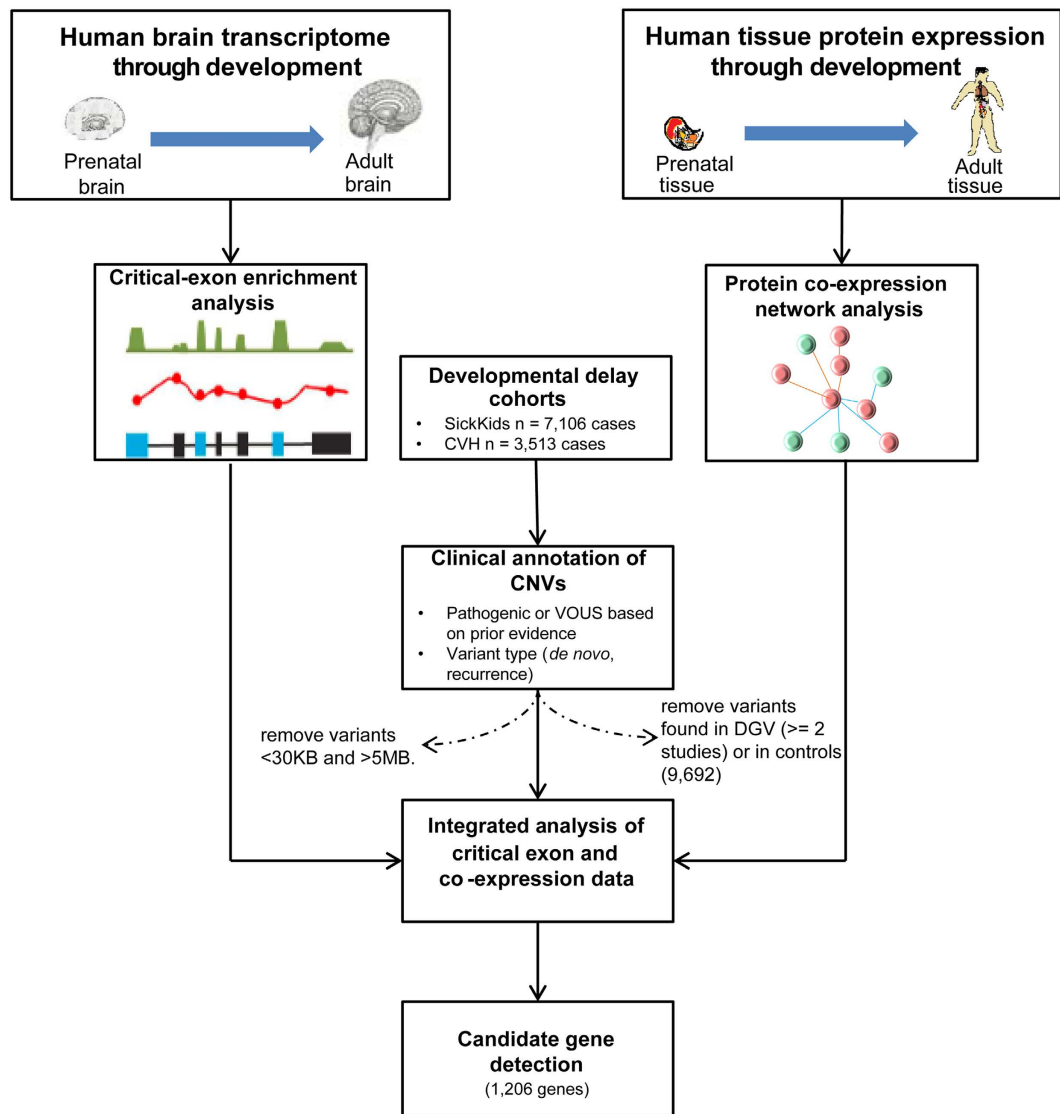 Human brain transcriptome
through development
Prenatal
brain
Adult
brain
Human tissue protein expression
through development
Prenatal
tissue
Adult
tissue
Critical-exon enrichment
analysis
Developmental delay
cohorts
• SickKids n = 7,106 cases
• CVH n = 3,513 cases
Protein co-expression
network analysis
Clinical annotation of
CNVs
• Pathogenic or VOUS based
on prior evidence
• Variant type (de novo,
recurrence)
remove variants
<30KB and >5MB.
remove variants
found in DGV (>= 2
studies) or in controls
(9,692)
Integrated analysis of
critical exon and
co-expression data
Candidate gene
detection
(1,206 genes)